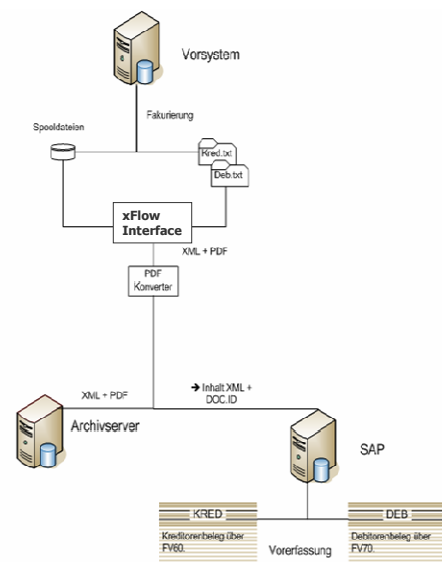 Vorsystem
Fakurierung
Spooldateien
Kred.txt
Deb.txt
xFlow
Interface
XML + PDF
PDF
Konverter
XML + PDF
➔ Inhalt XML +
DOC.ID
Archivserver
SAP
KRED
DEB
Kreditorenbeleg über
FV60.
Vorerfassung
Debitorenbeleg über
FV70.